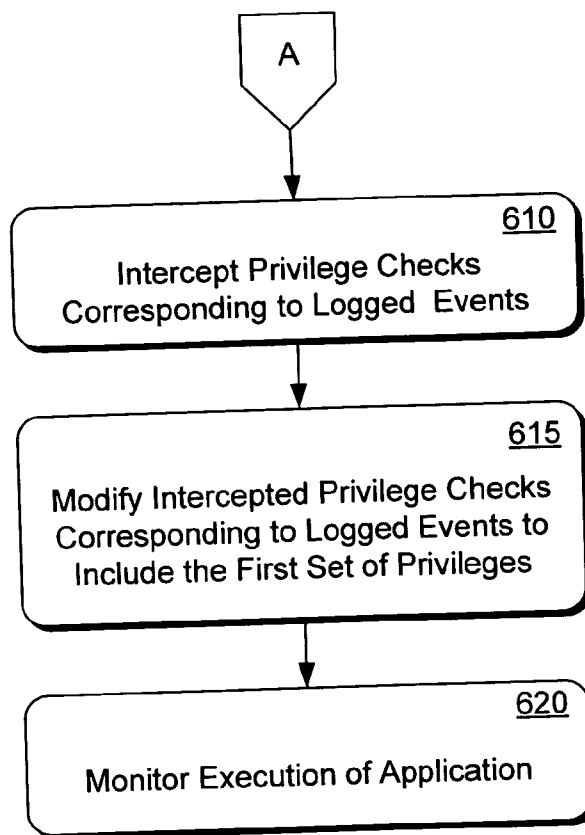 A
610
Intercept Privilege Checks
Corresponding to Logged Events
615
Modify Intercepted Privilege Checks
Corresponding to Logged Events to
Include the First Set of Privileges
620
Monitor Execution of Application